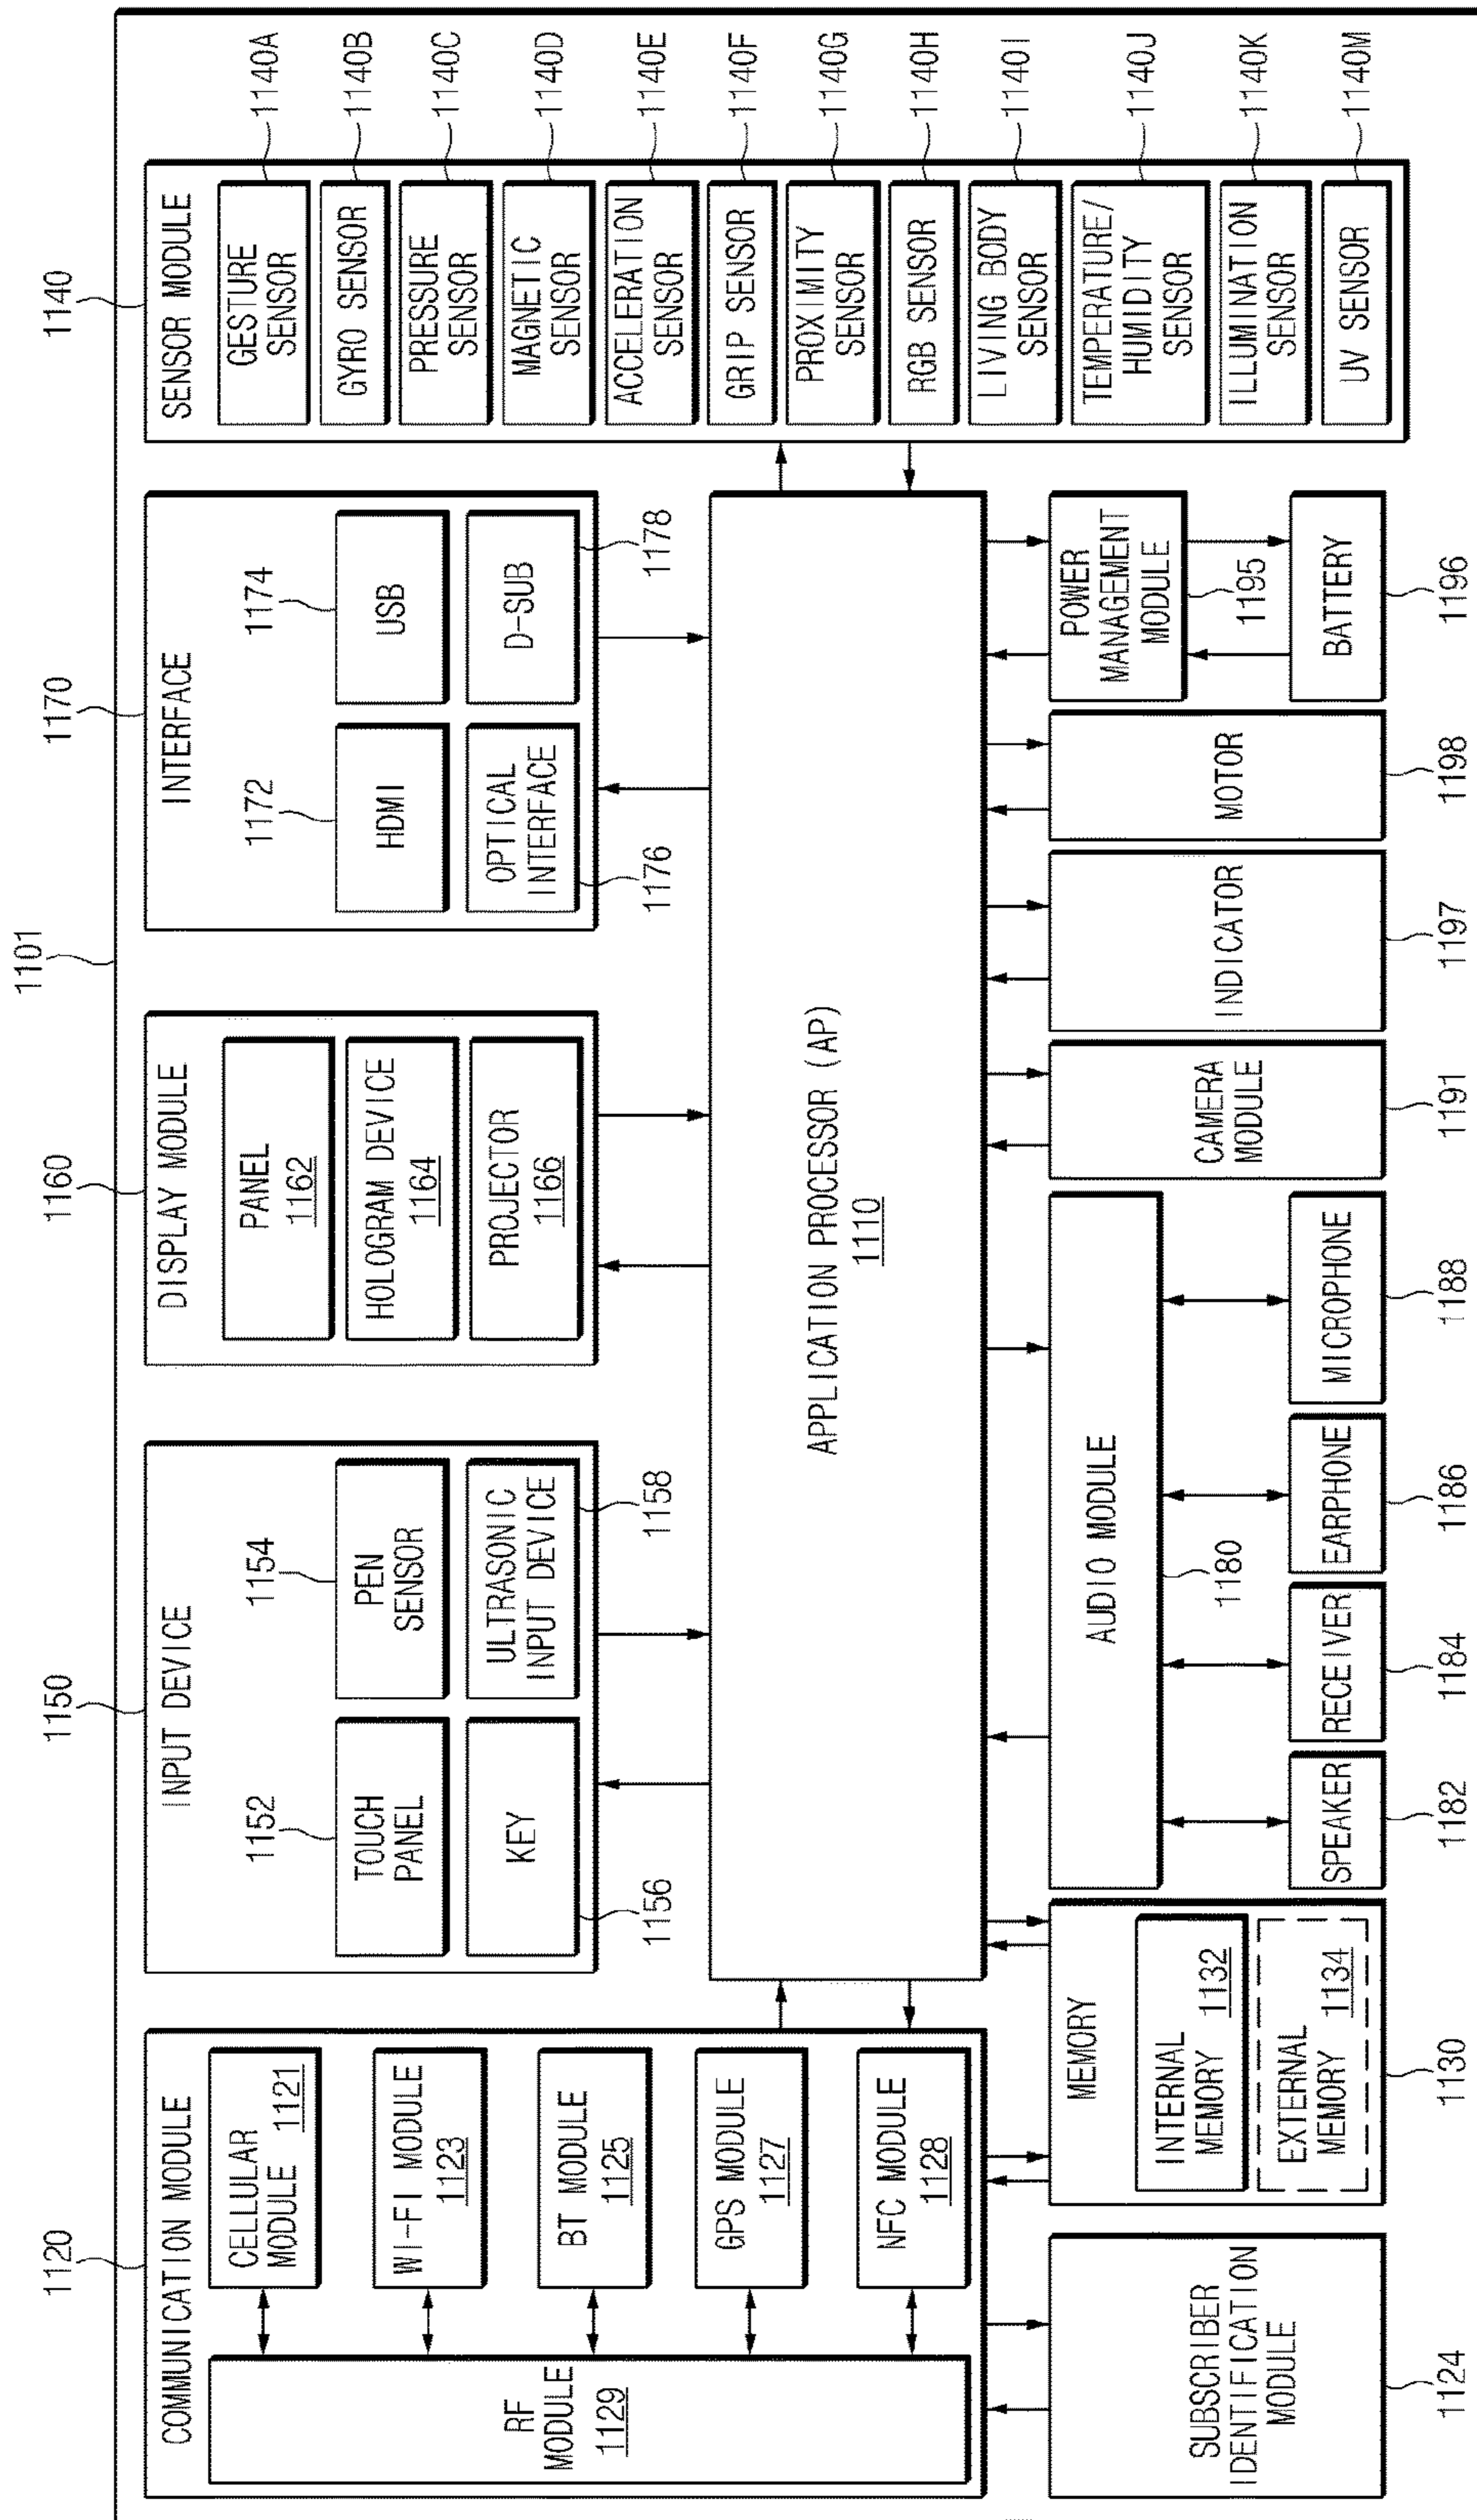 1101
1120
COMMUNICATION MODULE
CELLULAR
MODULE 1121
WI-FI MODULE
1123
BT MODULE
1125
GPS MODULE
1127
NFC MODULE
1128
RF
MODULE
1129
1150
INPUT DEVICE
1152
TOUCH
PANEL
1154
PEN
SENSOR
KEY
1156
ULTRASONIC
INPUT DEVICE
1158
1160
DISPLAY MODULE
PANEL
1162
HOLOGRAM DEVICE
1164
PROJECTOR
1166
1170
INTERFACE
1172
HDMI
1174
USB
OPTICAL
INTERFACE
1176
D-SUB
1178
1140
SENSOR MODULE
GESTURE
SENSOR
1140A
GYRO SENSOR
1140B
PRESSURE
SENSOR
1140C
MAGNETIC
SENSOR
1140D
ACCELERATION
SENSOR
1140E
GRIP SENSOR
1140F
PROXIMITY
SENSOR
1140G
RGB SENSOR
1140H
LIVING BODY
SENSOR
1140I
TEMPERATURE/
HUMIDITY
SENSOR
1140J
ILLUMINATION
SENSOR
1140K
UV SENSOR
1140M
APPLICATION PROCESSOR (AP)
1110
SUBSCRIBER
IDENTIFICATION
MODULE
1124
MEMORY
INTERNAL
MEMORY 1132
EXTERNAL
MEMORY 1134
1130
AUDIO MODULE
1180
SPEAKER
1182
RECEIVER
1184
EARPHONE
1186
MICROPHONE
1188
CAMERA
MODULE
1191
INDICATOR
1197
MOTOR
1198
POWER
MANAGEMENT
MODULE
1195
BATTERY
1196